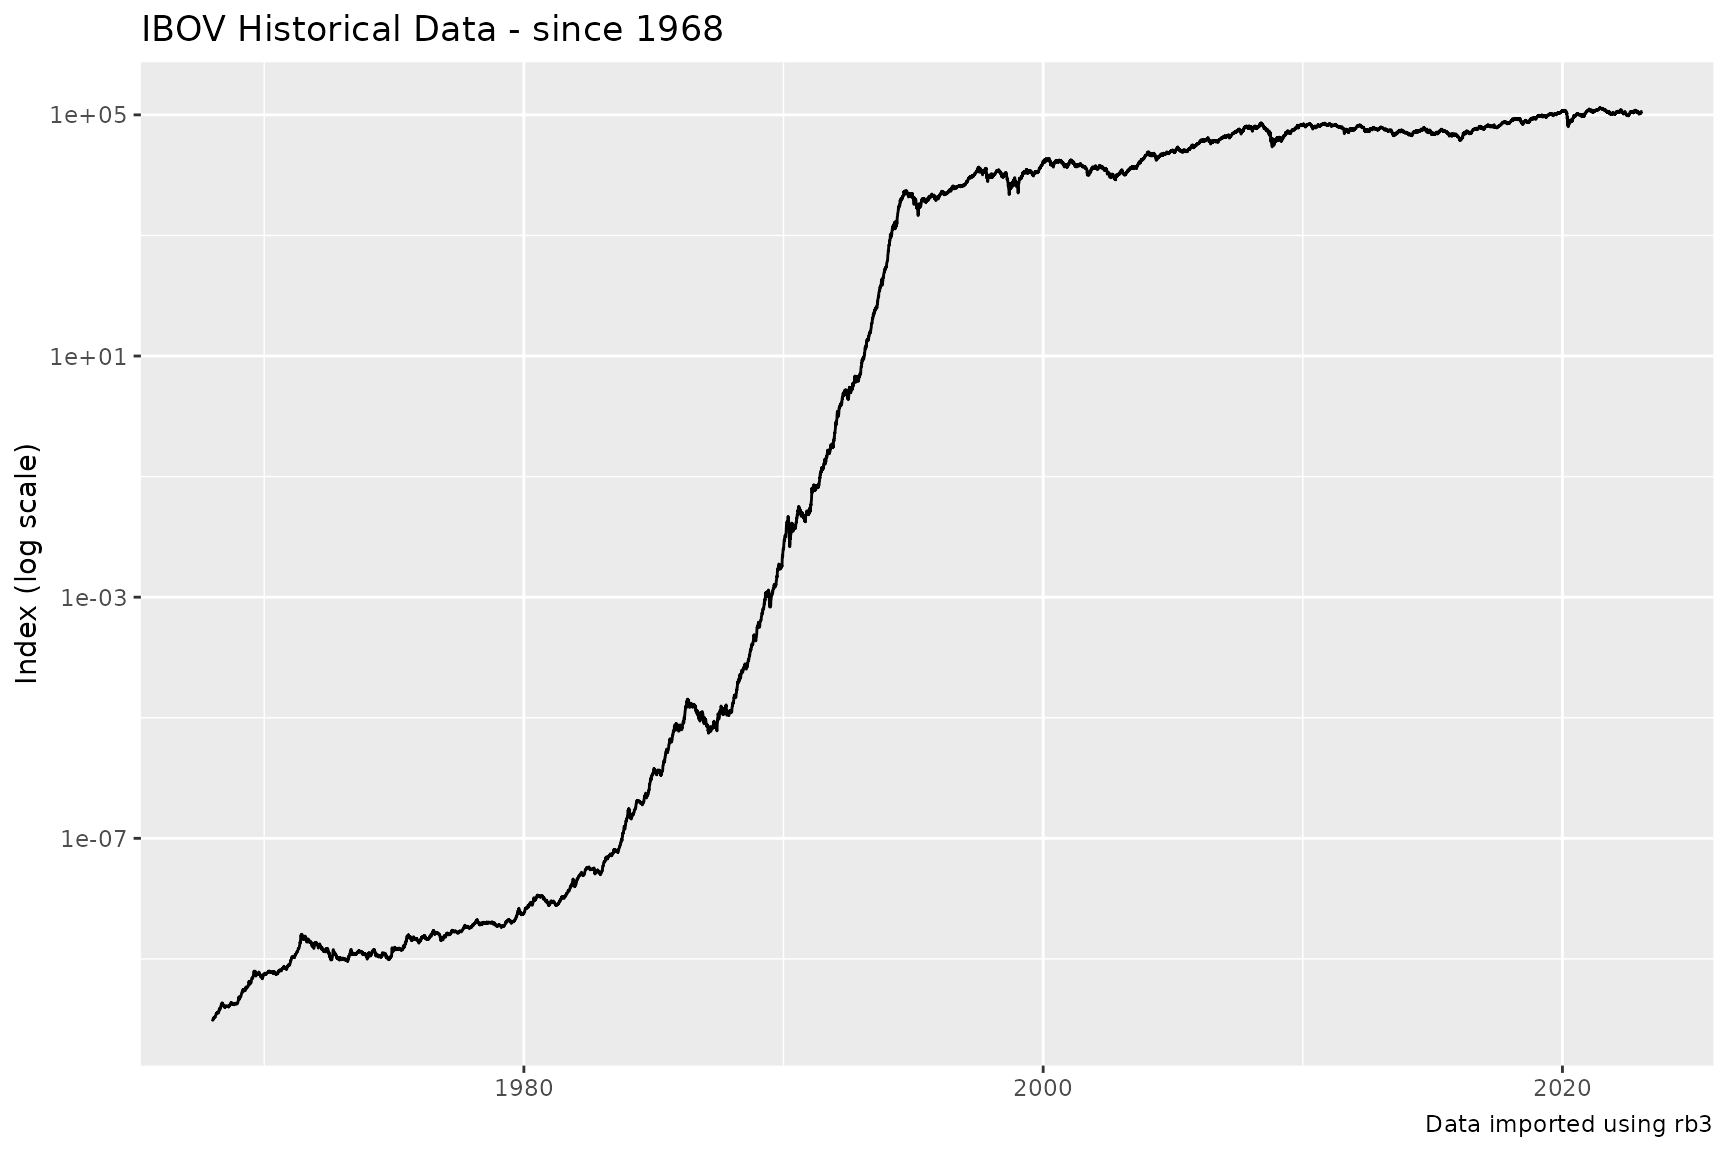 IBOV Historical Data - since 1968
Index (log scale)
1e+05
1e+01
1e-03
1e-07
1980 2000 2020
Data imported using rb3